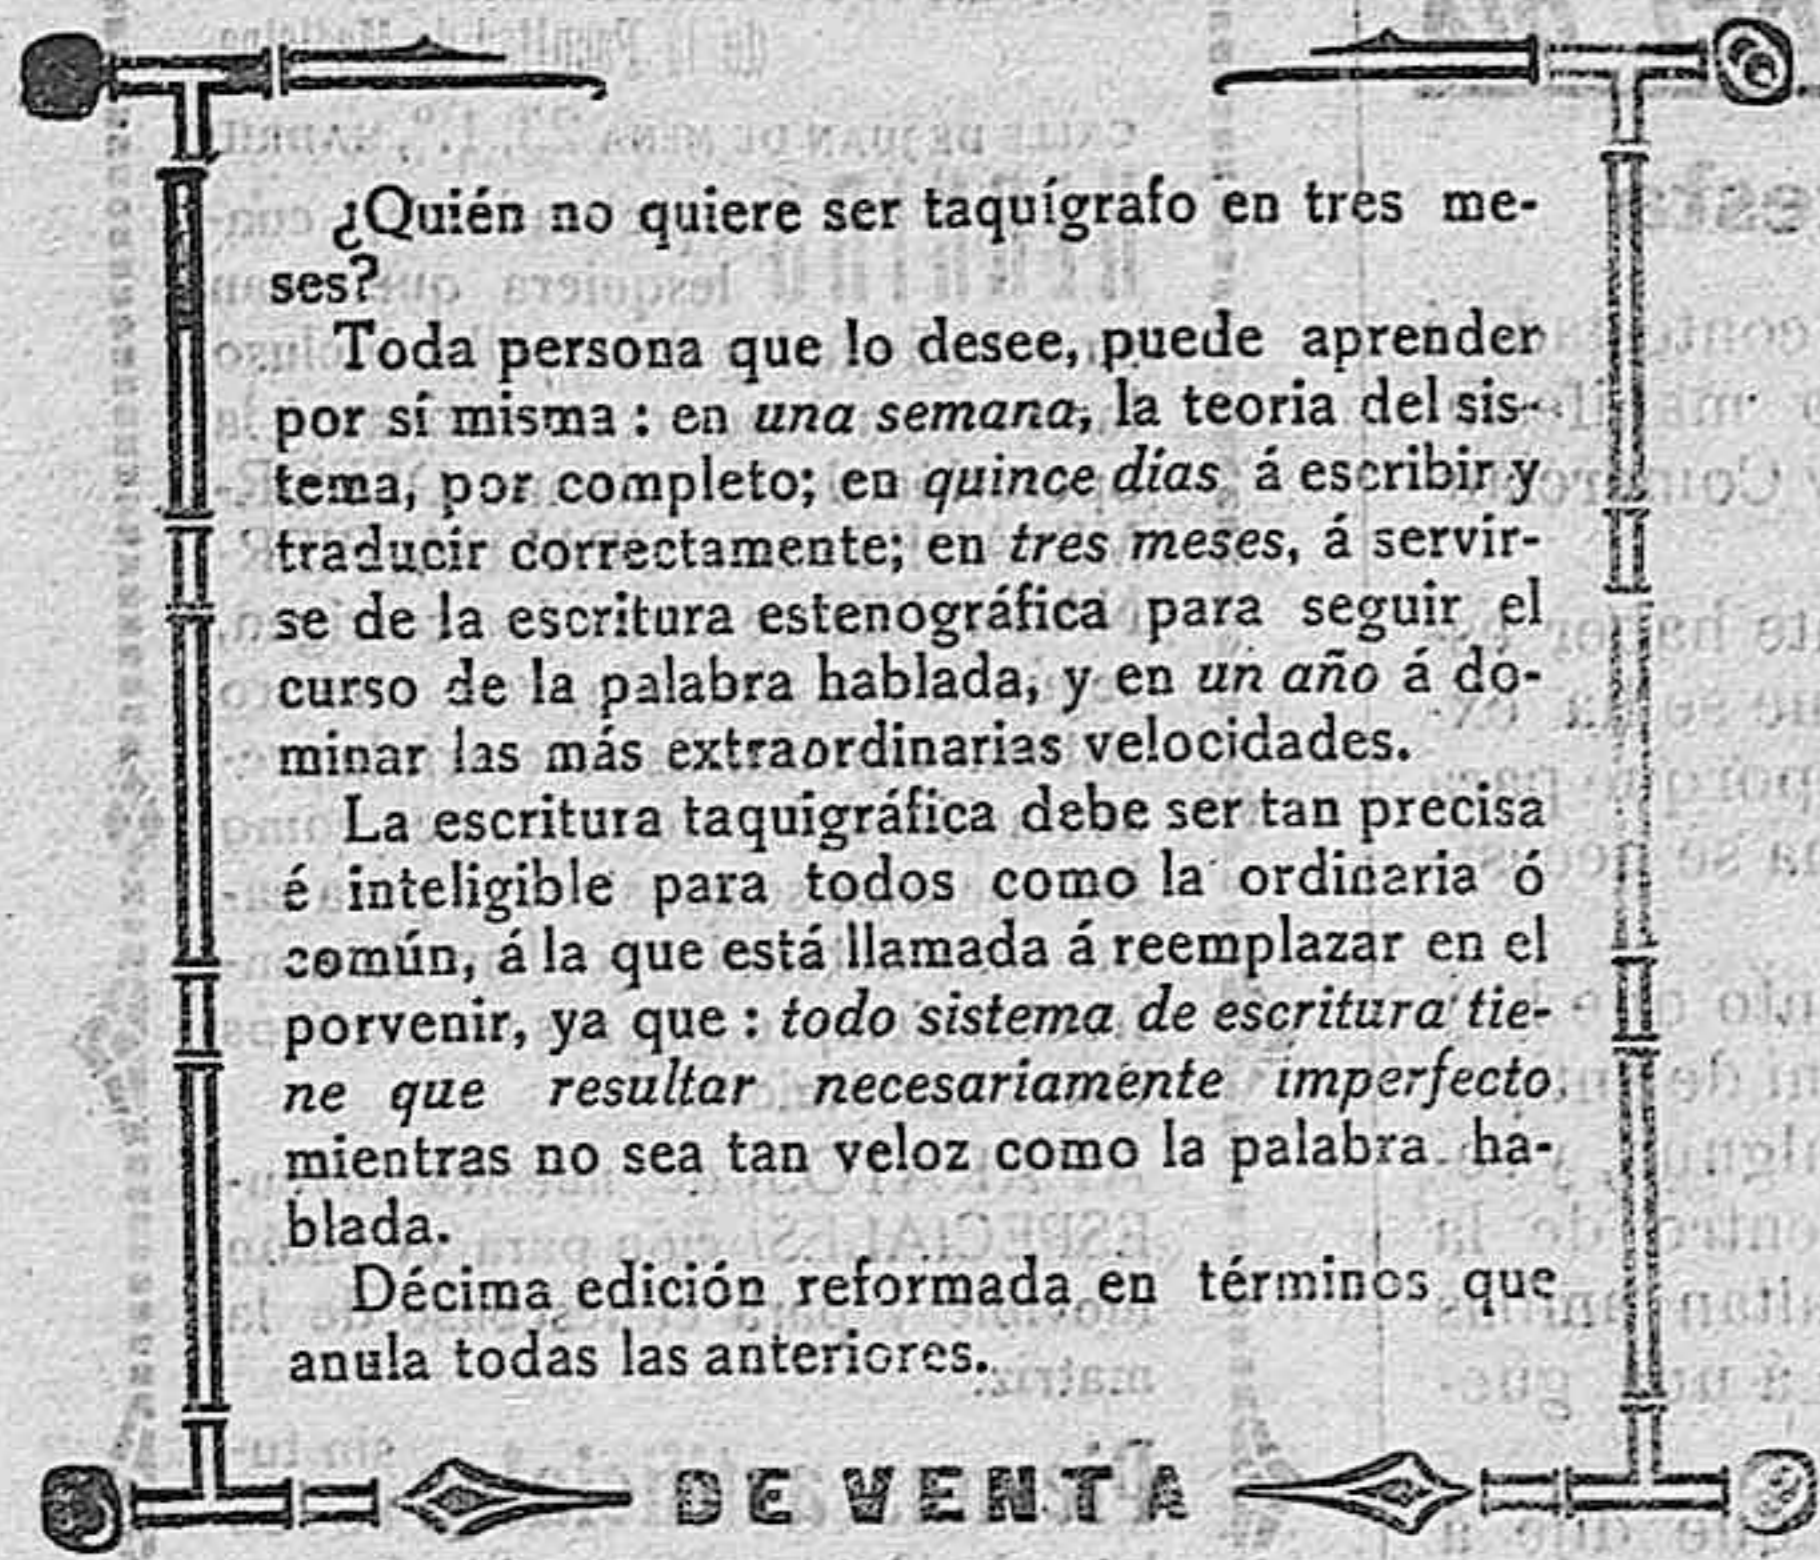 ¿Quién no quiere ser taquígrafo en tres me-
ses?
Toda persona que lo desee, puede aprender
por sí misma : en una semana, la teoria del sis-
tema, por completo; en quince días á escribir y
traducir correctamente; en tres meses, á servir-
se de la escritura estenográfica para seguir el
curso de la palabra hablada, y en un año á do-
minar las más extraordinarias velocidades.
La escritura taquigráfica debe ser tan precisa
é inteligible para todos como la ordinaria ó
común, á la que está llamada á reemplazar en el
porvenir, ya que : todo sistema de escritura tie-
ne que resultar necesariamente imperfecto,
mientras no sea tan veloz como la palabra ha-
blada.
Décima edición reformada en términos que
anula todas las anteriores.
DE VENTA